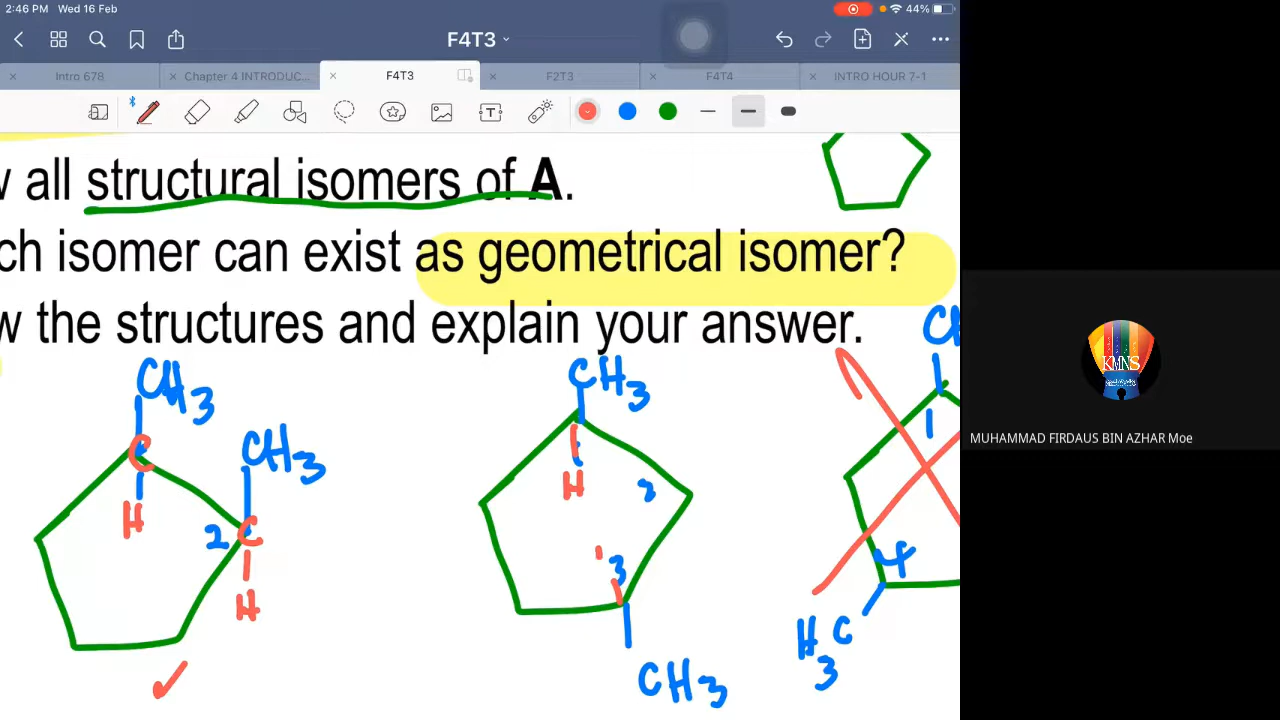 2:46 PM Wed 16 Feb
44%
F4T3
Intro 678
Chapter 4 INTRODUC...
F4T3
F2T3
F4T4
INTRO HOUR 7-1
T
w all structural isomers of A.
ch isomer can exist as geometrical isomer?
w the structures and explain your answer.
CH3
C
H
CH3
2 C
H
CH3
H
3
CH3
1
4
H3C
KMNS
MUHAMMAD FIRDAUS BIN AZHAR Moe